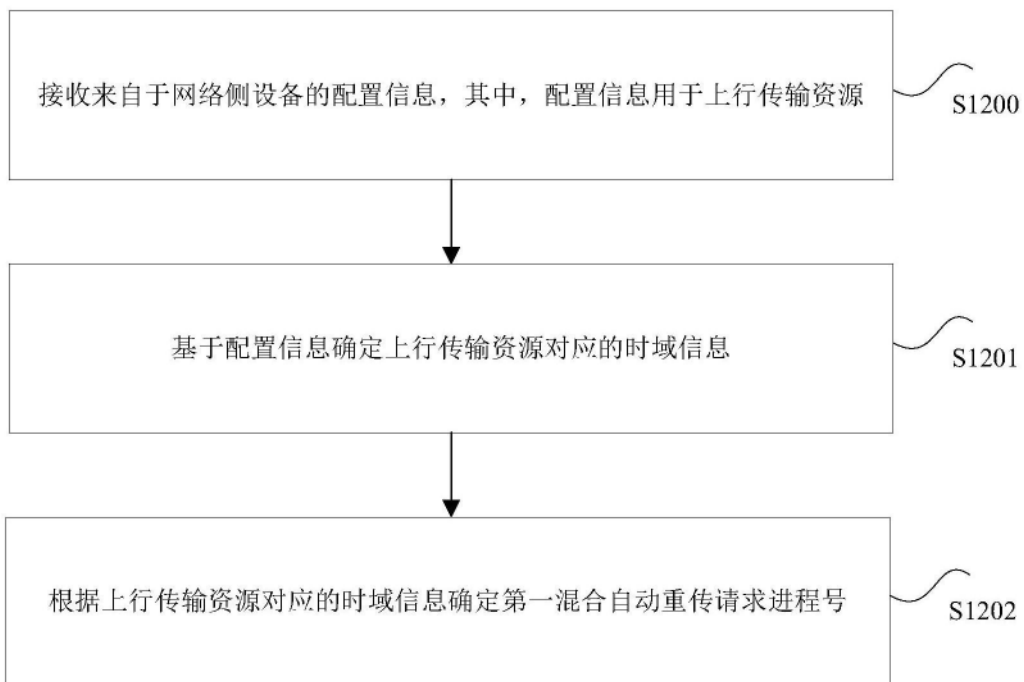 接收来自于网络侧设备的配置信息，其中，配置信息用于上行传输资源
S1200
基于配置信息确定上行传输资源对应的时域信息
S1201
根据上行传输资源对应的时域信息确定第一混合自动重传请求进程号
S1202